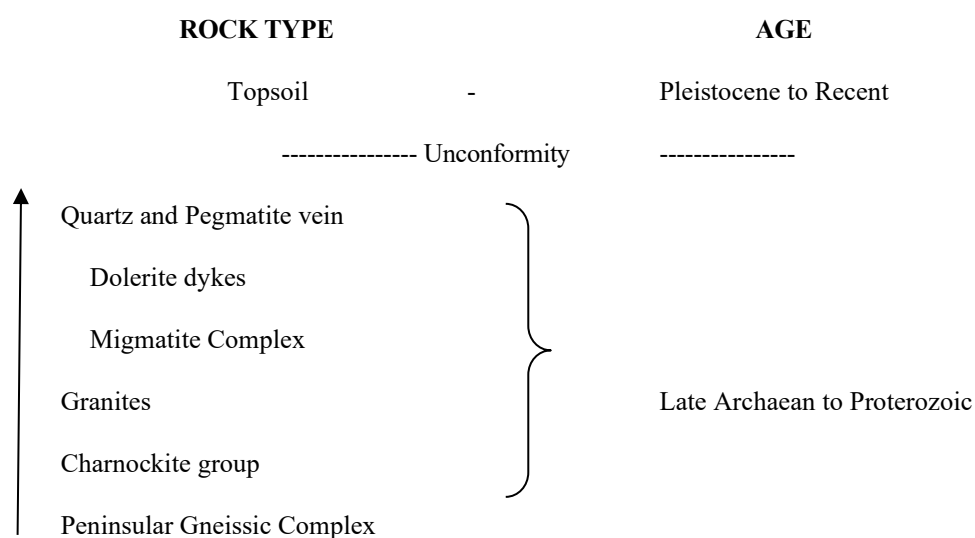 ROCK TYPE AGE
Topsoil - Pleistocene to Recent
---------------- Unconformity ----------------
Quartz and Pegmatite vein
Dolerite dykes
Migmatite Complex
Granites Late Archaean to Proterozoic
Charnockite group
Peninsular Gneissic Complex